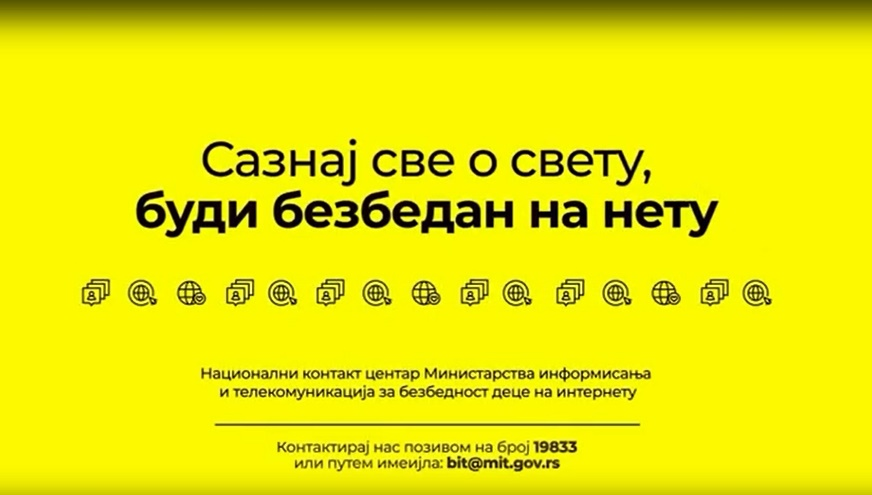 Сазнај све о свету,
буди безбедан на нету
Национални контакт центар Министарства информисања
и телекомуникација за безбедност деце на интернету
Контактирај нас позивом на број 19833
или путем имеијла: bit@mit.gov.rs